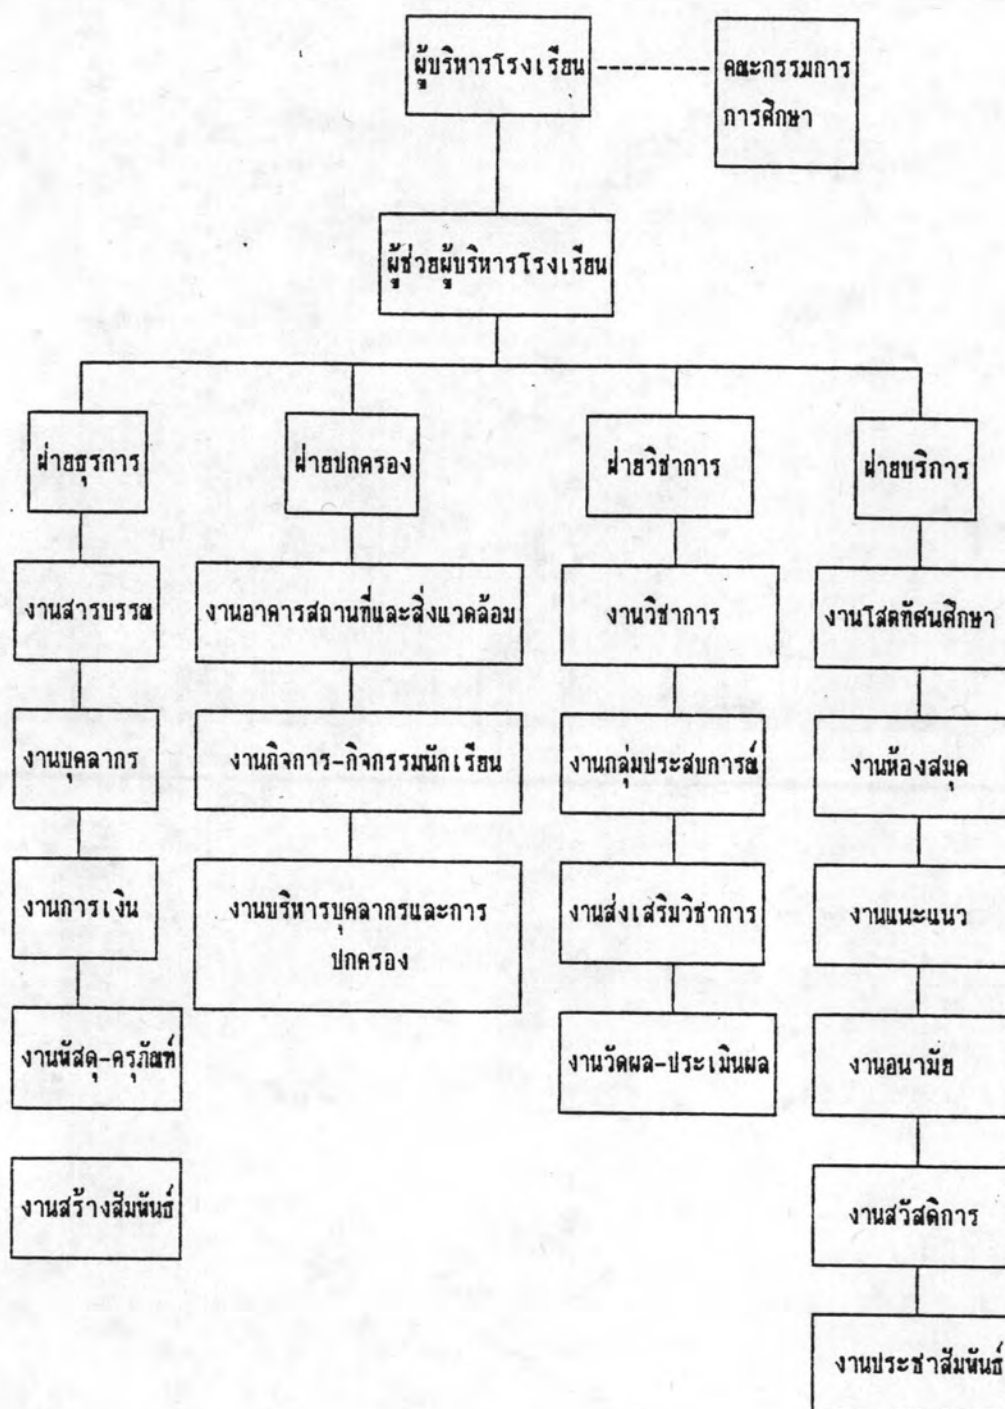 ผู้บริหารโรงเรียน
คณะกรรมการ
การศึกษา
ผู้ช่วยผู้บริหารโรงเรียน
ฝ่ายธุรการ
ฝ่ายปกครอง
ฝ่ายวิชาการ
ฝ่ายบริการ
งานสารบรรณ
งานอาคารสถานที่และสิ่งแวดล้อม
งานวิชาการ
งานโสตทัศนศึกษา
งานบุคลากร
งานกิจการ-กิจกรรมนักเรียน
งานกลุ่มประสบการณ์
งานห้องสมุด
งานการเงิน
งานบริหารบุคลากรและการ
ปกครอง
งานส่งเสริมวิชาการ
งานแนะแนว
งานพัสดุ-ครุภัณฑ์
งานวัดผล-ประเมินผล
งานอนามัย
งานสร้างสัมพันธ์
งานสวัสดิการ
งานประชาสัมพันธ์